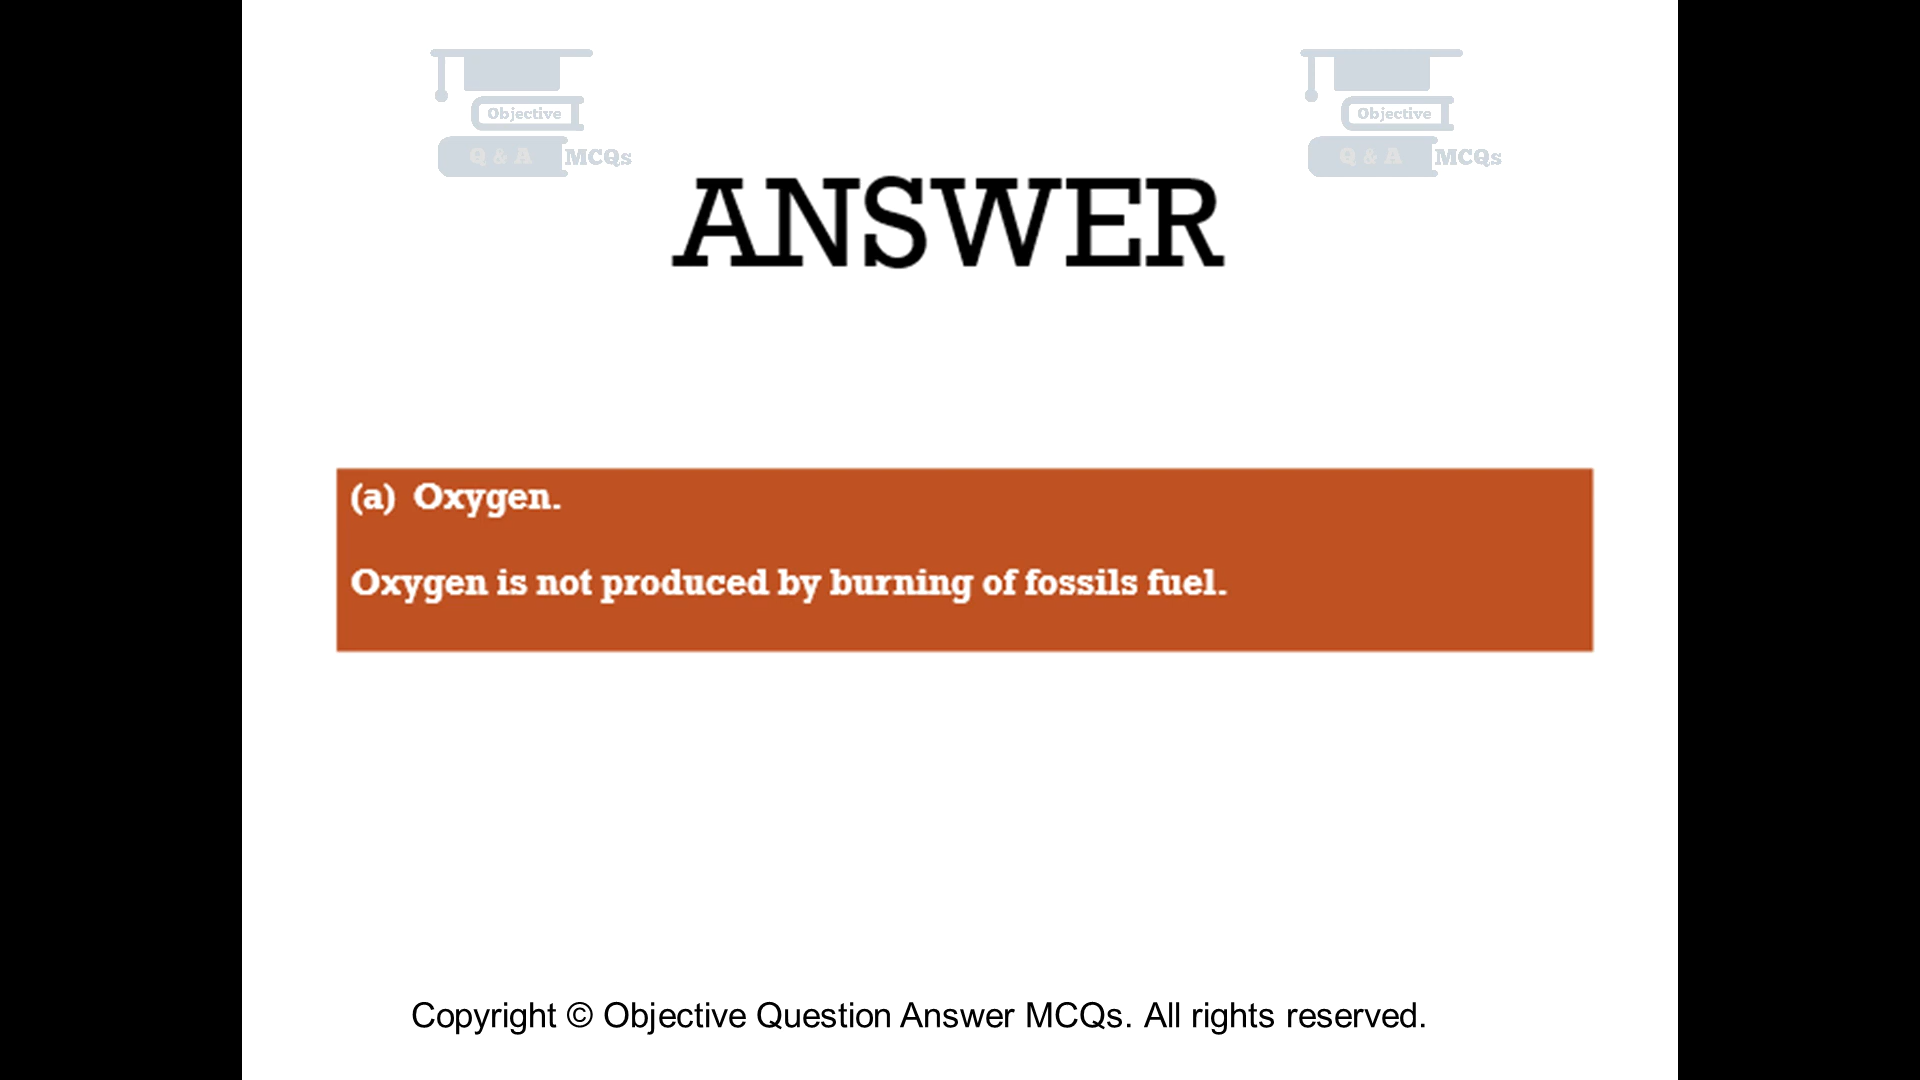 Objective
Q & A MCQs
Objective
Q & A MCQs
ANSWER
(a) Oxygen.
Oxygen is not produced by burning of fossils fuel.
Copyright © Objective Question Answer MCQs. All rights reserved.